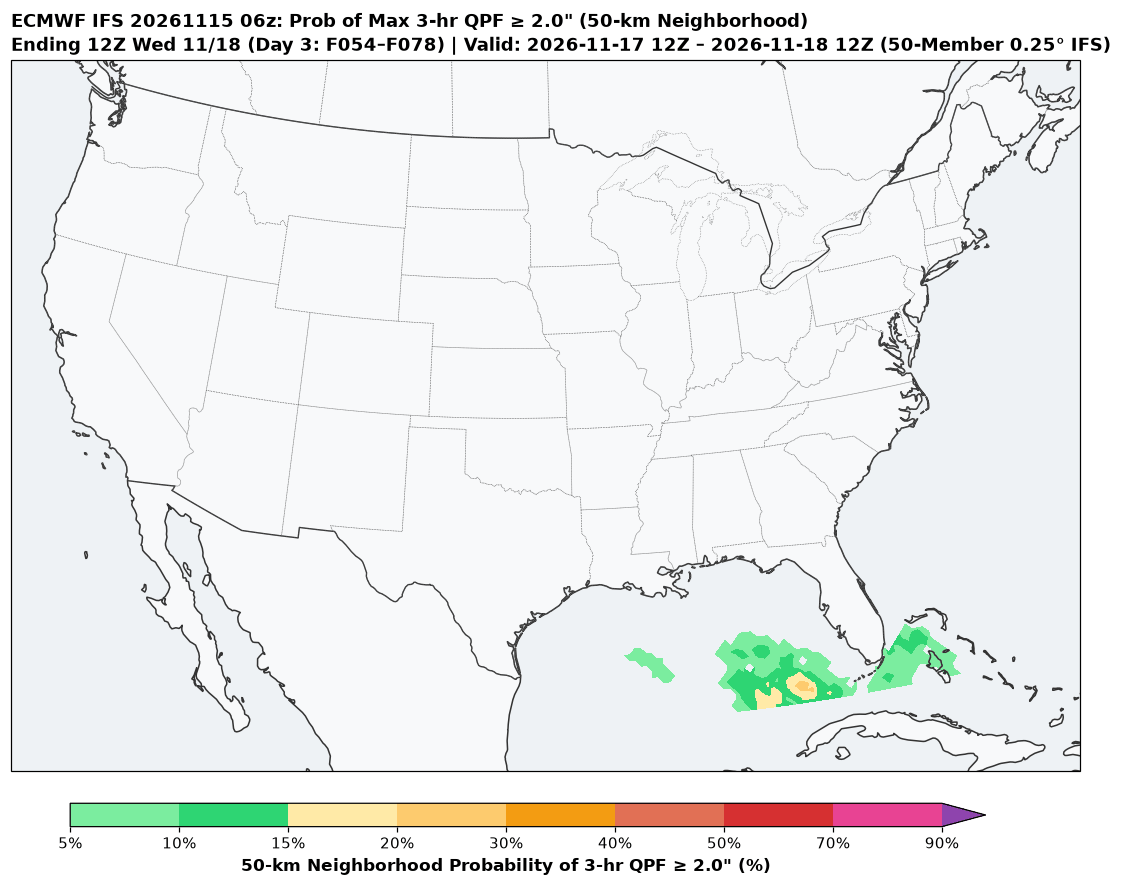 ECMWF IFS 20261115 06z: Prob of Max 3-hr QPF ≥ 2.0" (50-km Neighborhood)
Ending 12Z Wed 11/18 (Day 3: F054–F078) | Valid: 2026-11-17 12Z – 2026-11-18 12Z (50-Member 0.25° IFS)
5% 10% 15% 20% 30% 40% 50% 70% 90%
50-km Neighborhood Probability of 3-hr QPF ≥ 2.0" (%)